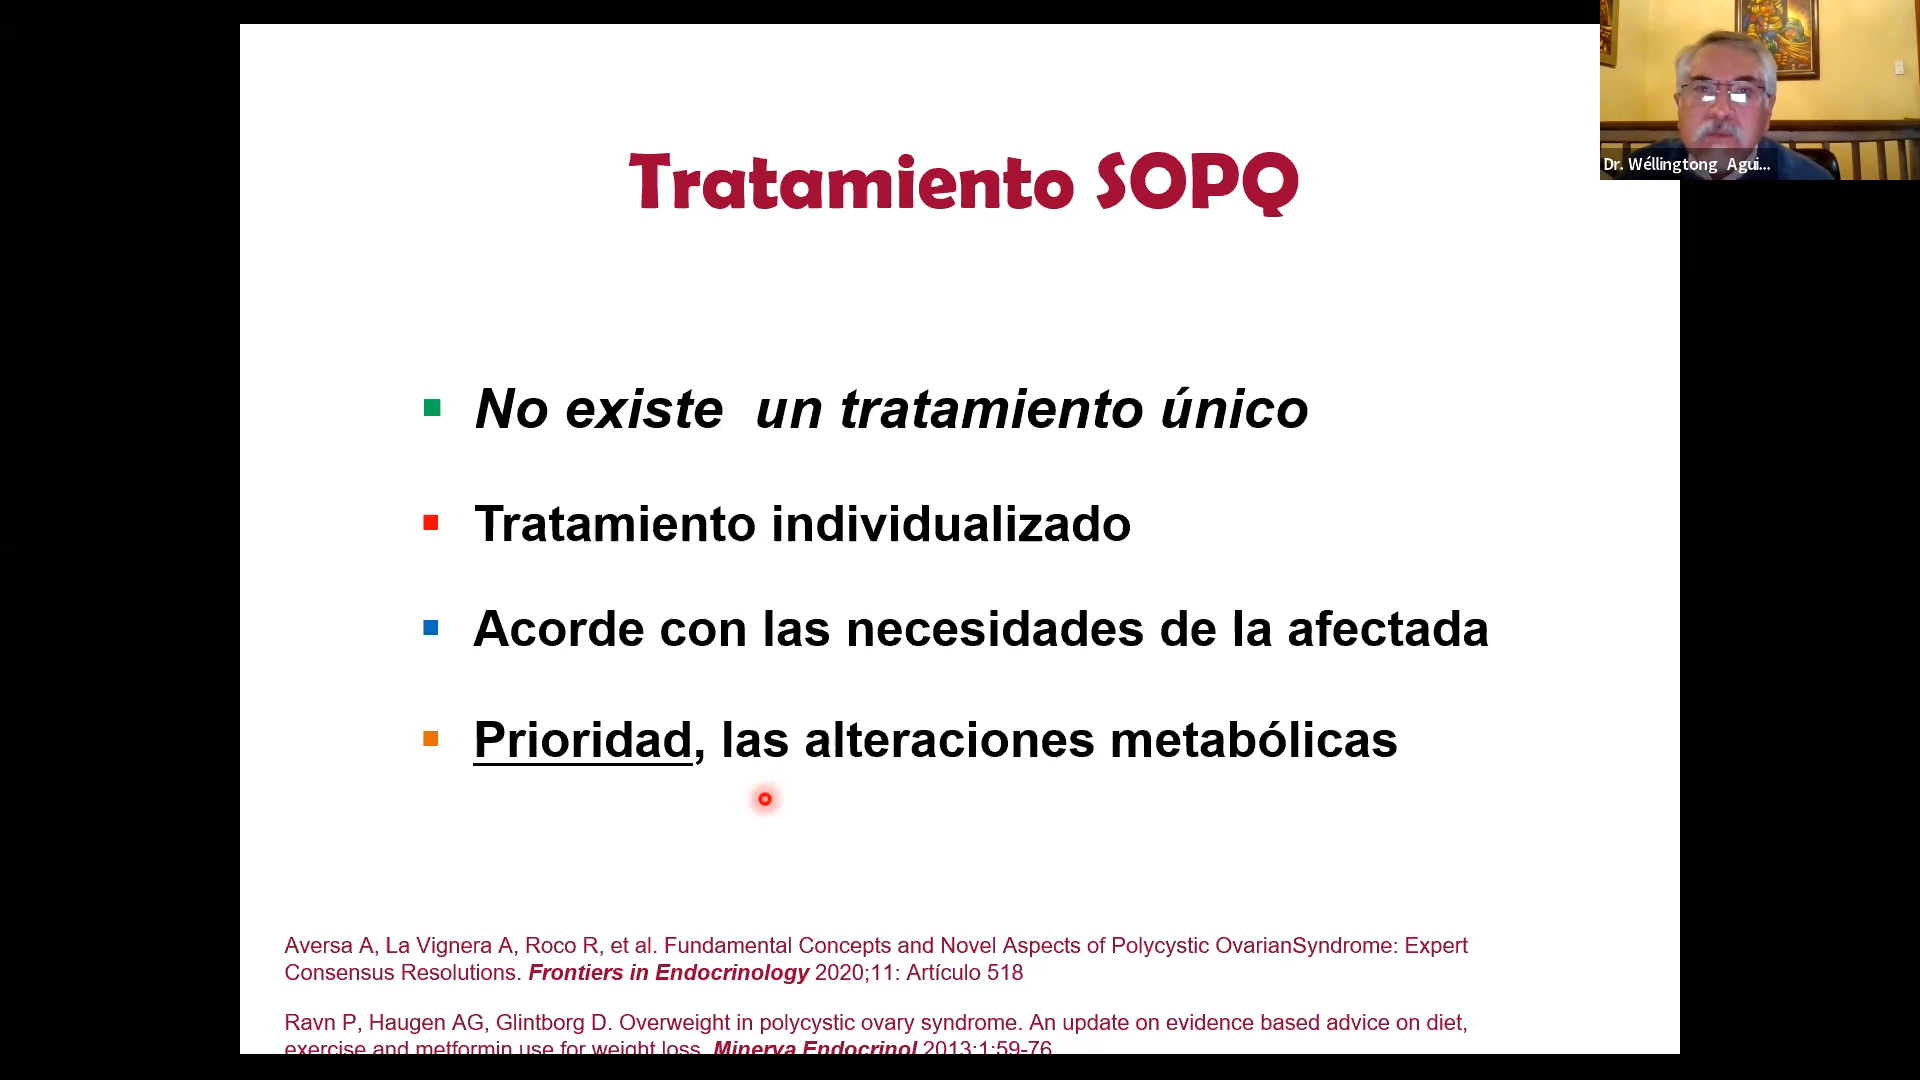 Tratamiento SOPQ
Dr. Wéllingtong Agui...
No existe un tratamiento único
Tratamiento individualizado
Acorde con las necesidades de la afectada
Prioridad, las alteraciones metabólicas
Aversa A, La Vignera A, Roco R, et al. Fundamental Concepts and Novel Aspects of Polycystic OvarianSyndrome: Expert
Consensus Resolutions. Frontiers in Endocrinology 2020;11: Artículo 518
Ravn P, Haugen AG, Glintborg D. Overweight in polycystic ovary syndrome. An update on evidence based advice on diet,
exercise and metformin use for weight loss. Minerva Endocrinol 2013;1:59-76